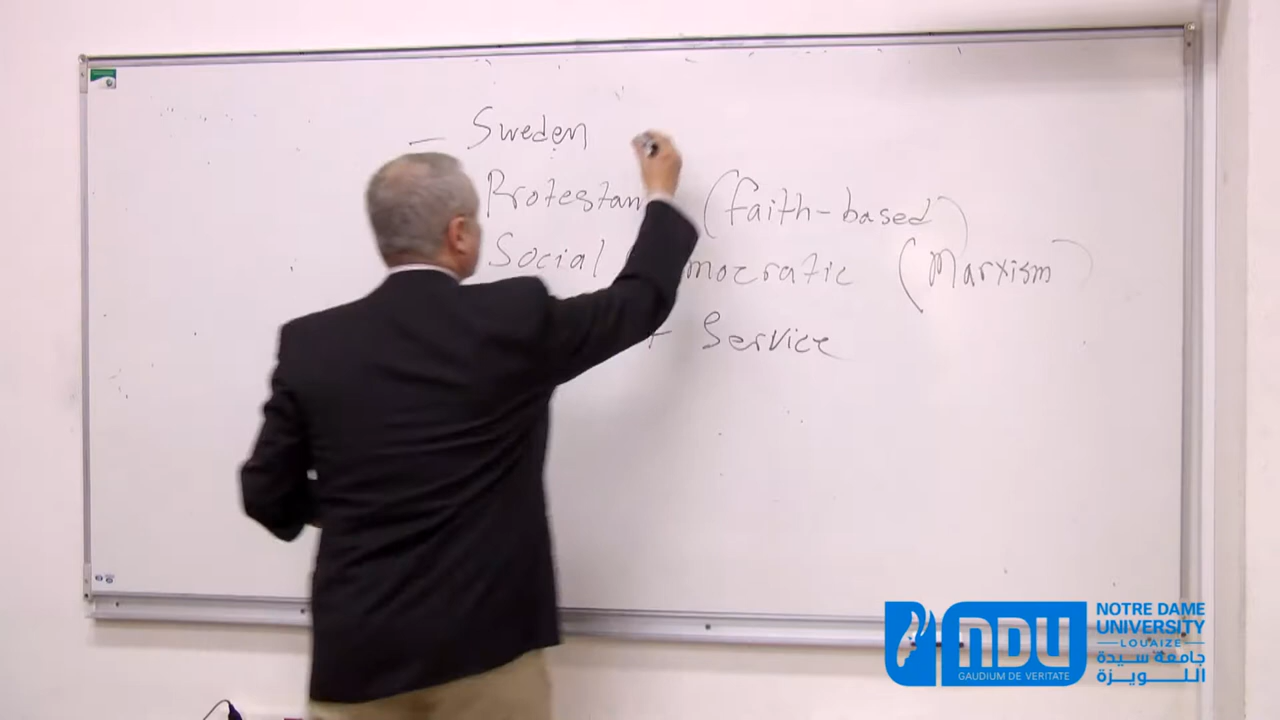 — Sweden
Protestan (faith-based)
Social mocratic (Marxism)
+ Service
NDU
GAUDIUM DE VERITATE
NOTRE DAME
UNIVERSITY
LOUAIZE
جامعة سيدة
اللويزة